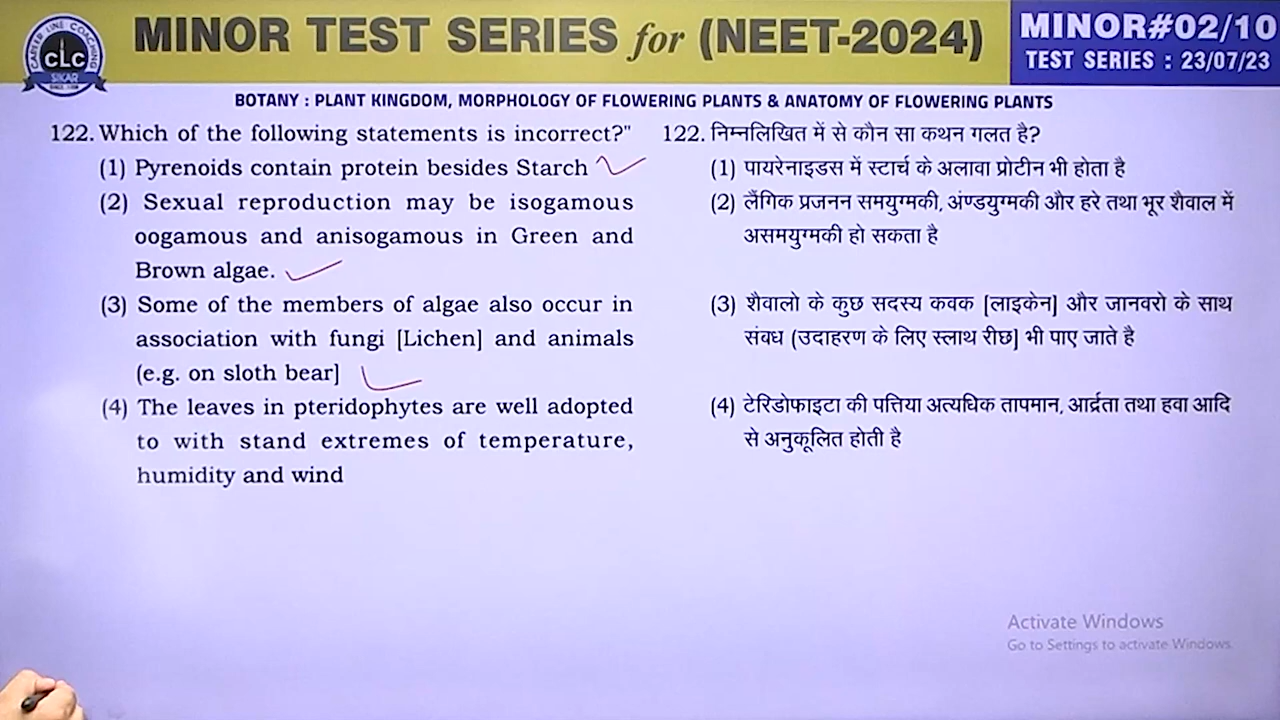 CAREER LINE COACHING
CLC
SIKAR
MINOR TEST SERIES for (NEET-2024)
MINOR#02/10
TEST SERIES : 23/07/23
BOTANY : PLANT KINGDOM, MORPHOLOGY OF FLOWERING PLANTS & ANATOMY OF FLOWERING PLANTS
122. Which of the following statements is incorrect?"
(1) Pyrenoids contain protein besides Starch
(2) Sexual reproduction may be isogamous
oogamous and anisogamous in Green and
Brown algae.
(3) Some of the members of algae also occur in
association with fungi [Lichen] and animals
(e.g. on sloth bear]
(4) The leaves in pteridophytes are well adopted
to with stand extremes of temperature,
humidity and wind
122. निम्नलिखित में से कौन सा कथन गलत है?
(1) पायरेनाइडस में स्टार्च के अलावा प्रोटीन भी होता है
(2) लैंगिक प्रजनन समयुग्मकी, अंण्डयुग्मकी और हरे तथा भूर शैवाल में
असमयुग्मकी हो सकता है
(3) शैवालो के कुछ सदस्य कवक [लाइकेन] और जानवरो के साथ
संबध (उदाहरण के लिए स्लाथ रीछ] भी पाए जाते है
(4) टेरिडोफाइटा की पत्तिया अत्यधिक तापमान, आर्द्रता तथा हवा आदि
से अनुकूलित होती है
Activate Windows
Go to Settings to activate Windows.